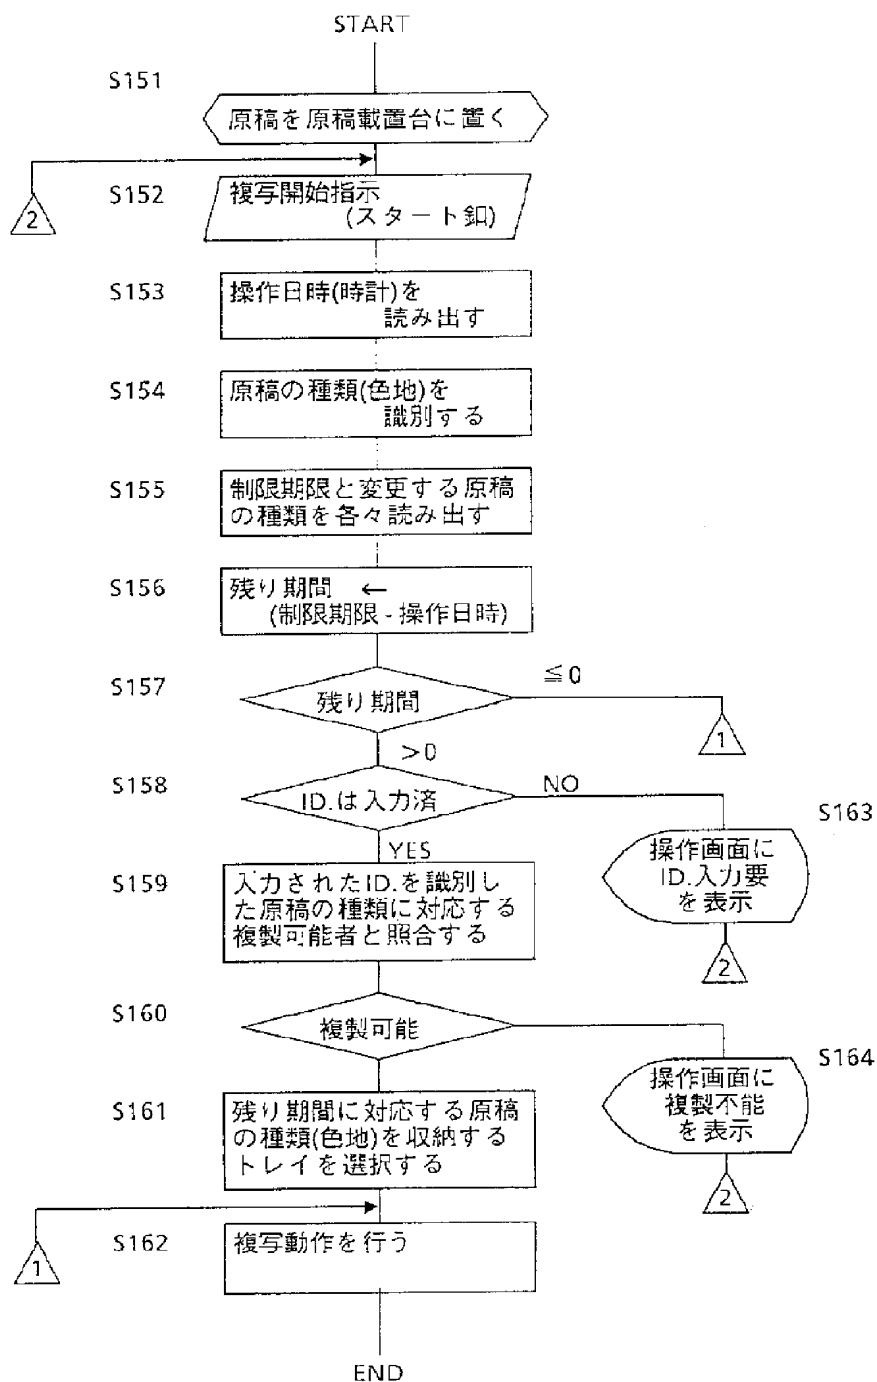 START
S151
原稿を原稿載置台に置く
2
S152
複写開始指示
(スタート釦)
S153
操作日時(時計)を
読み出す
S154
原稿の種類(色地)を
識別する
S155
制限期限と変更する原稿
の種類を各々読み出す
S156
残り期間 ←
(制限期限 - 操作日時)
S157
残り期間
≦0
1
>0
S158
ID.は入力済
NO
YES
S163
操作画面に
ID.入力要
を表示
2
S159
入力されたID.を識別し
た原稿の種類に対応する
複製可能者と照合する
S160
複製可能
S164
操作画面に
複製不能
を表示
2
S161
残り期間に対応する原稿
の種類(色地)を収納する
トレイを選択する
1
S162
複写動作を行う
END